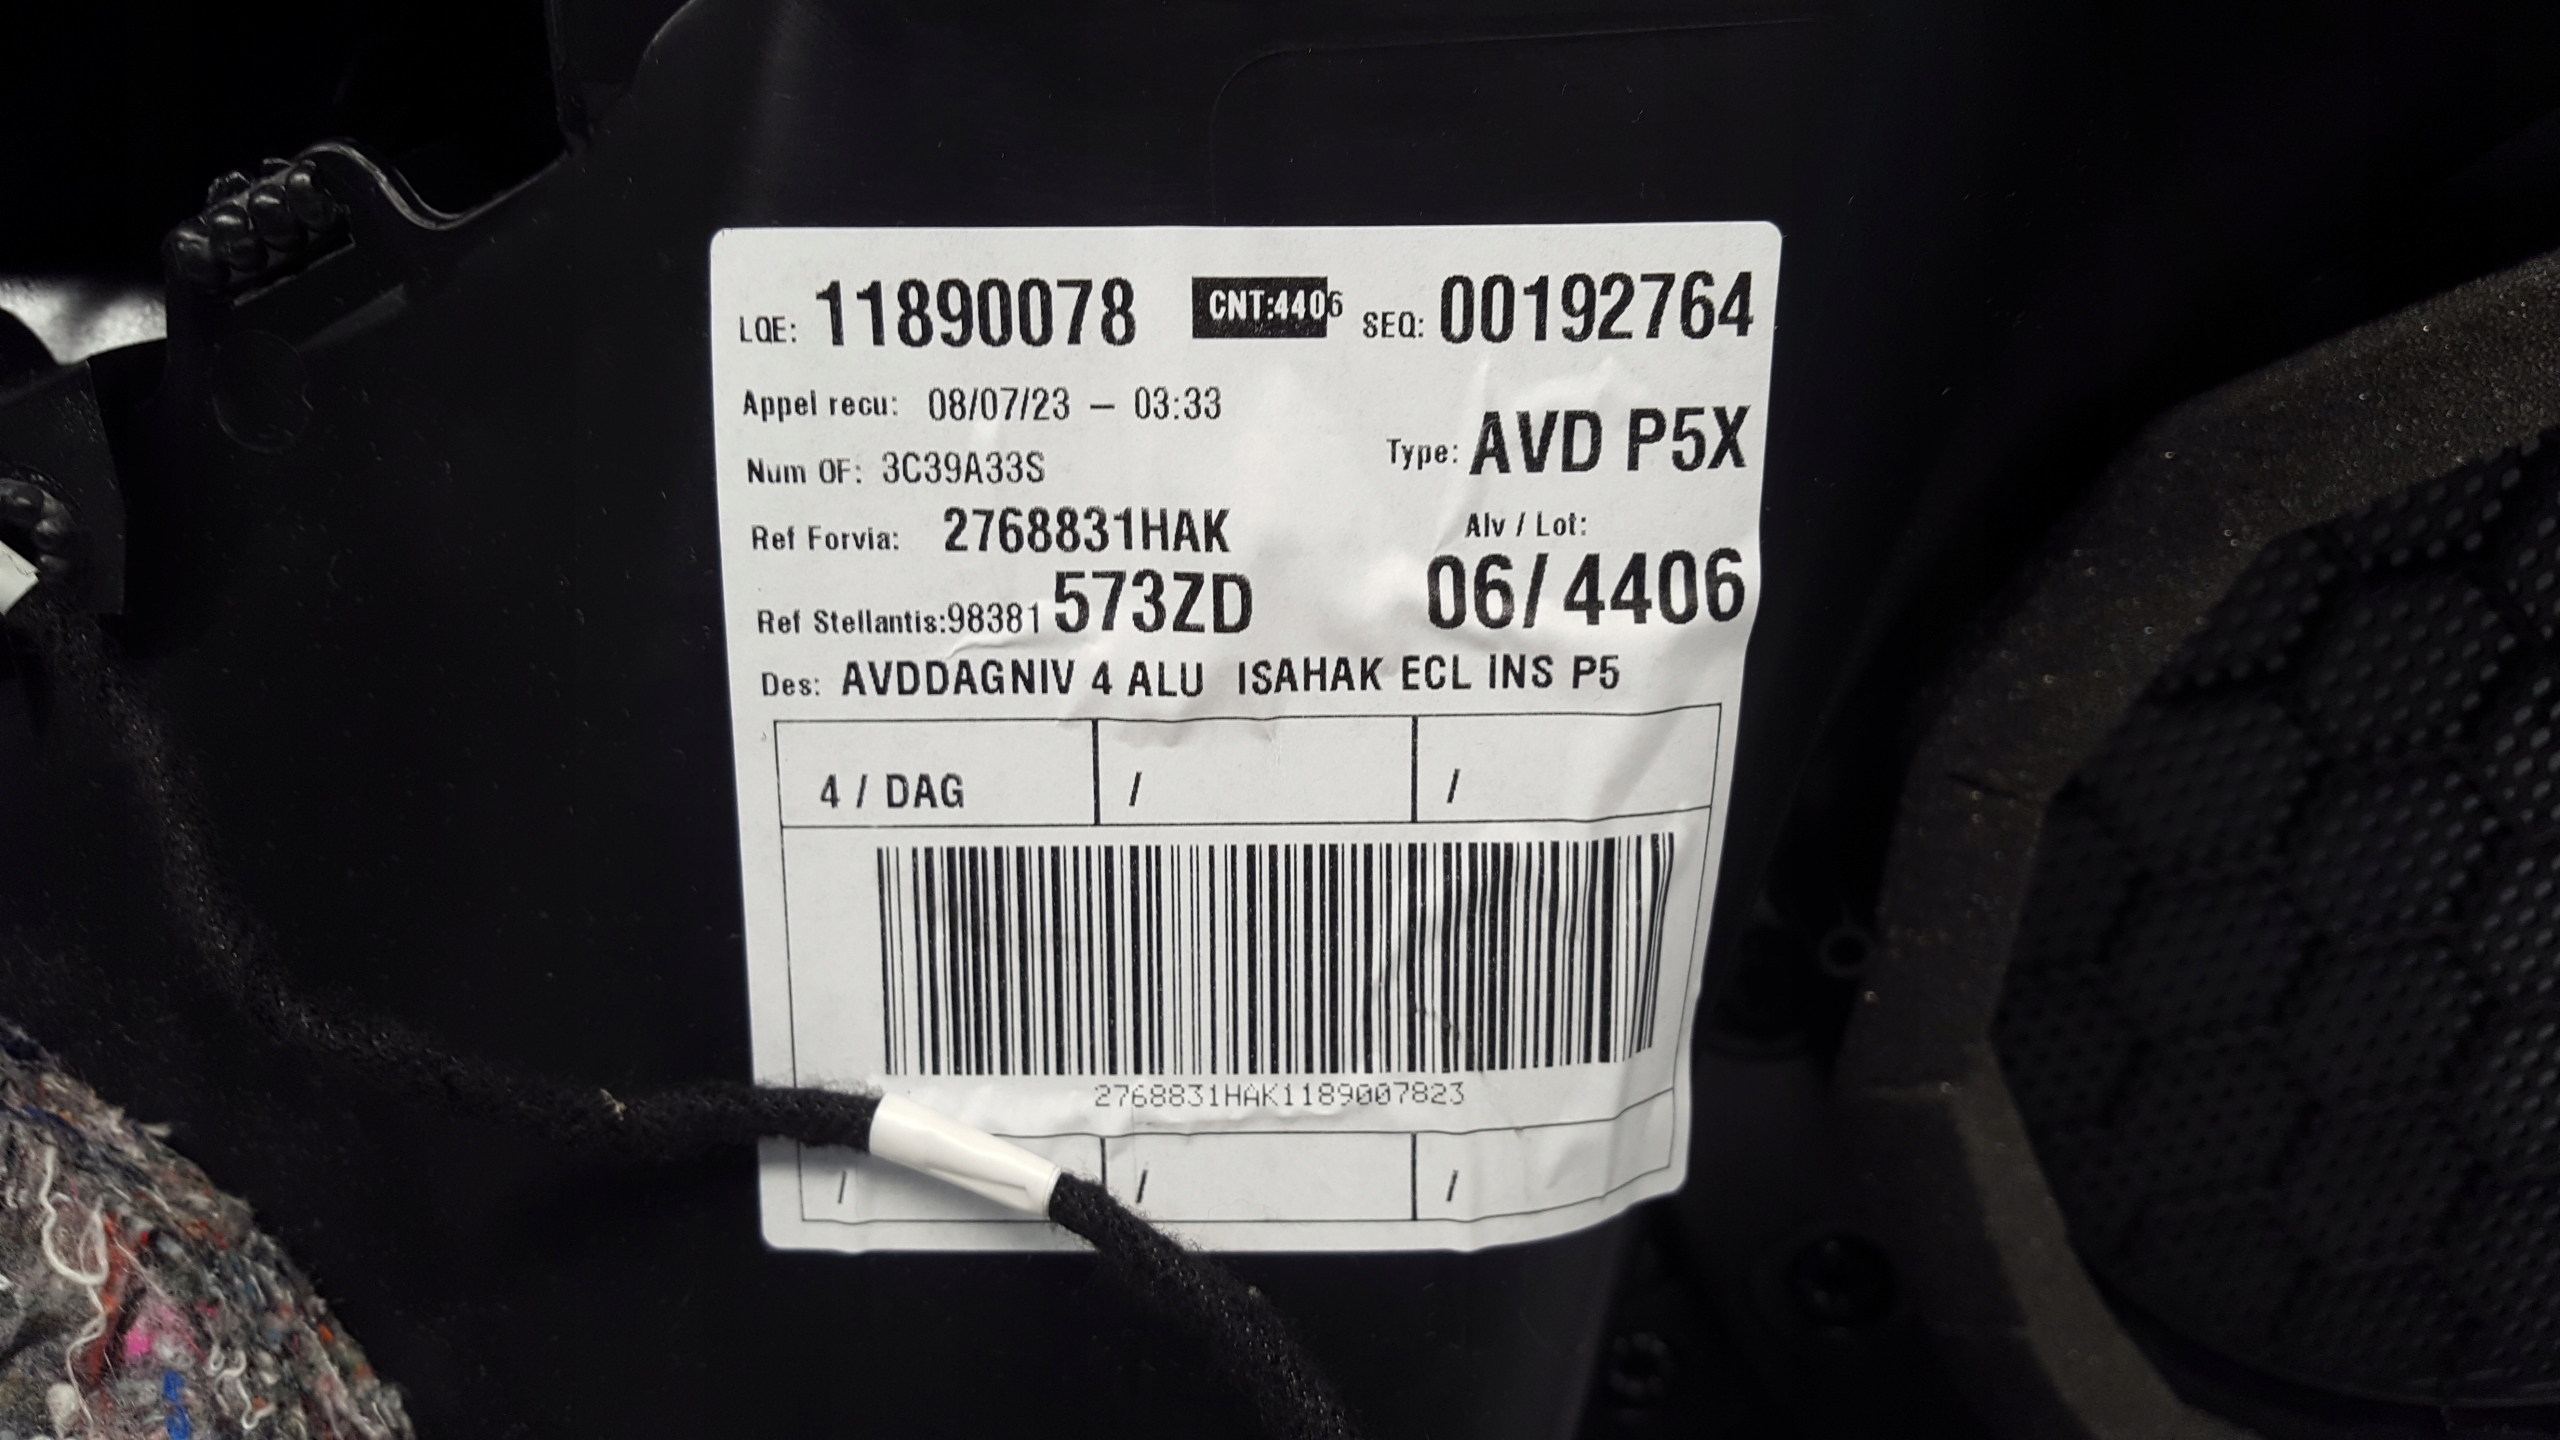 LQE: 11890078 CNT:4406 SEQ: 00192764
Appel recu: 08/07/23 – 03:33
Type: AVD P5X
Num OF: 3C39A33S
Ref Forvia: 2768831HAK
Alv / Lot:
06/4406
Ref Stellantis:98381573ZD
Des: AVDDAGNIV 4 ALU ISAHAK ECL INS P5
4 / DAG / /
2768831HAK1189007823
/ / /